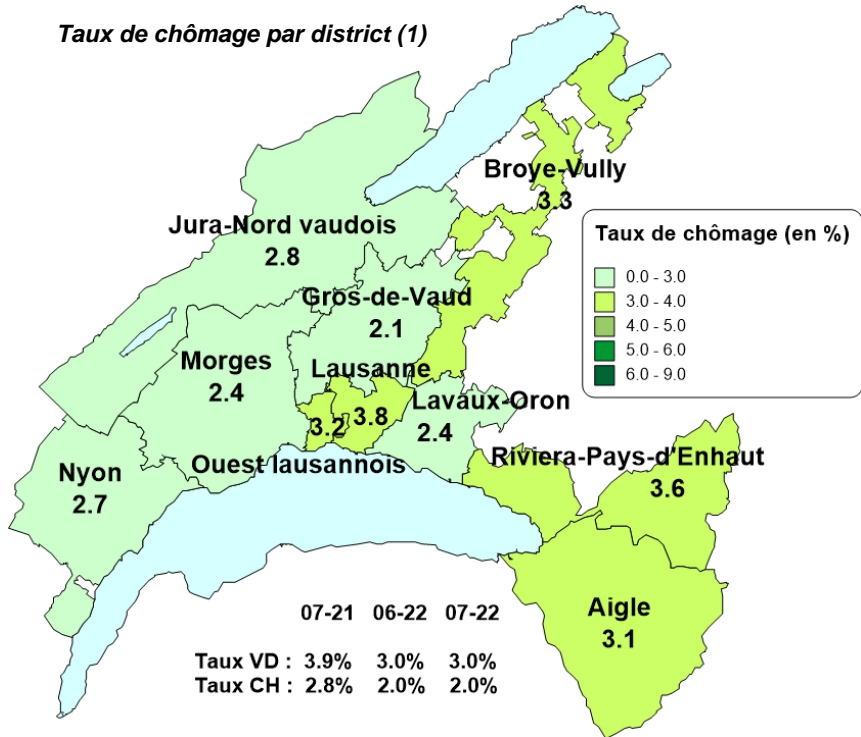 Taux de chômage par district (1)
Broye-Vully
3.3
Jura-Nord vaudois
2.8
Taux de chômage (en %)
0.0 - 3.0
3.0 - 4.0
4.0 - 5.0
5.0 - 6.0
6.0 - 9.0
Gros-de-Vaud
2.1
Morges
2.4
Lausanne
3.8
3.2
Lavaux-Oron
2.4
Ouest lausannois
Riviera-Pays-d'Enhaut
3.6
Nyon
2.7
Aigle
3.1
07-21 06-22 07-22
Taux VD : 3.9% 3.0% 3.0%
Taux CH : 2.8% 2.0% 2.0%